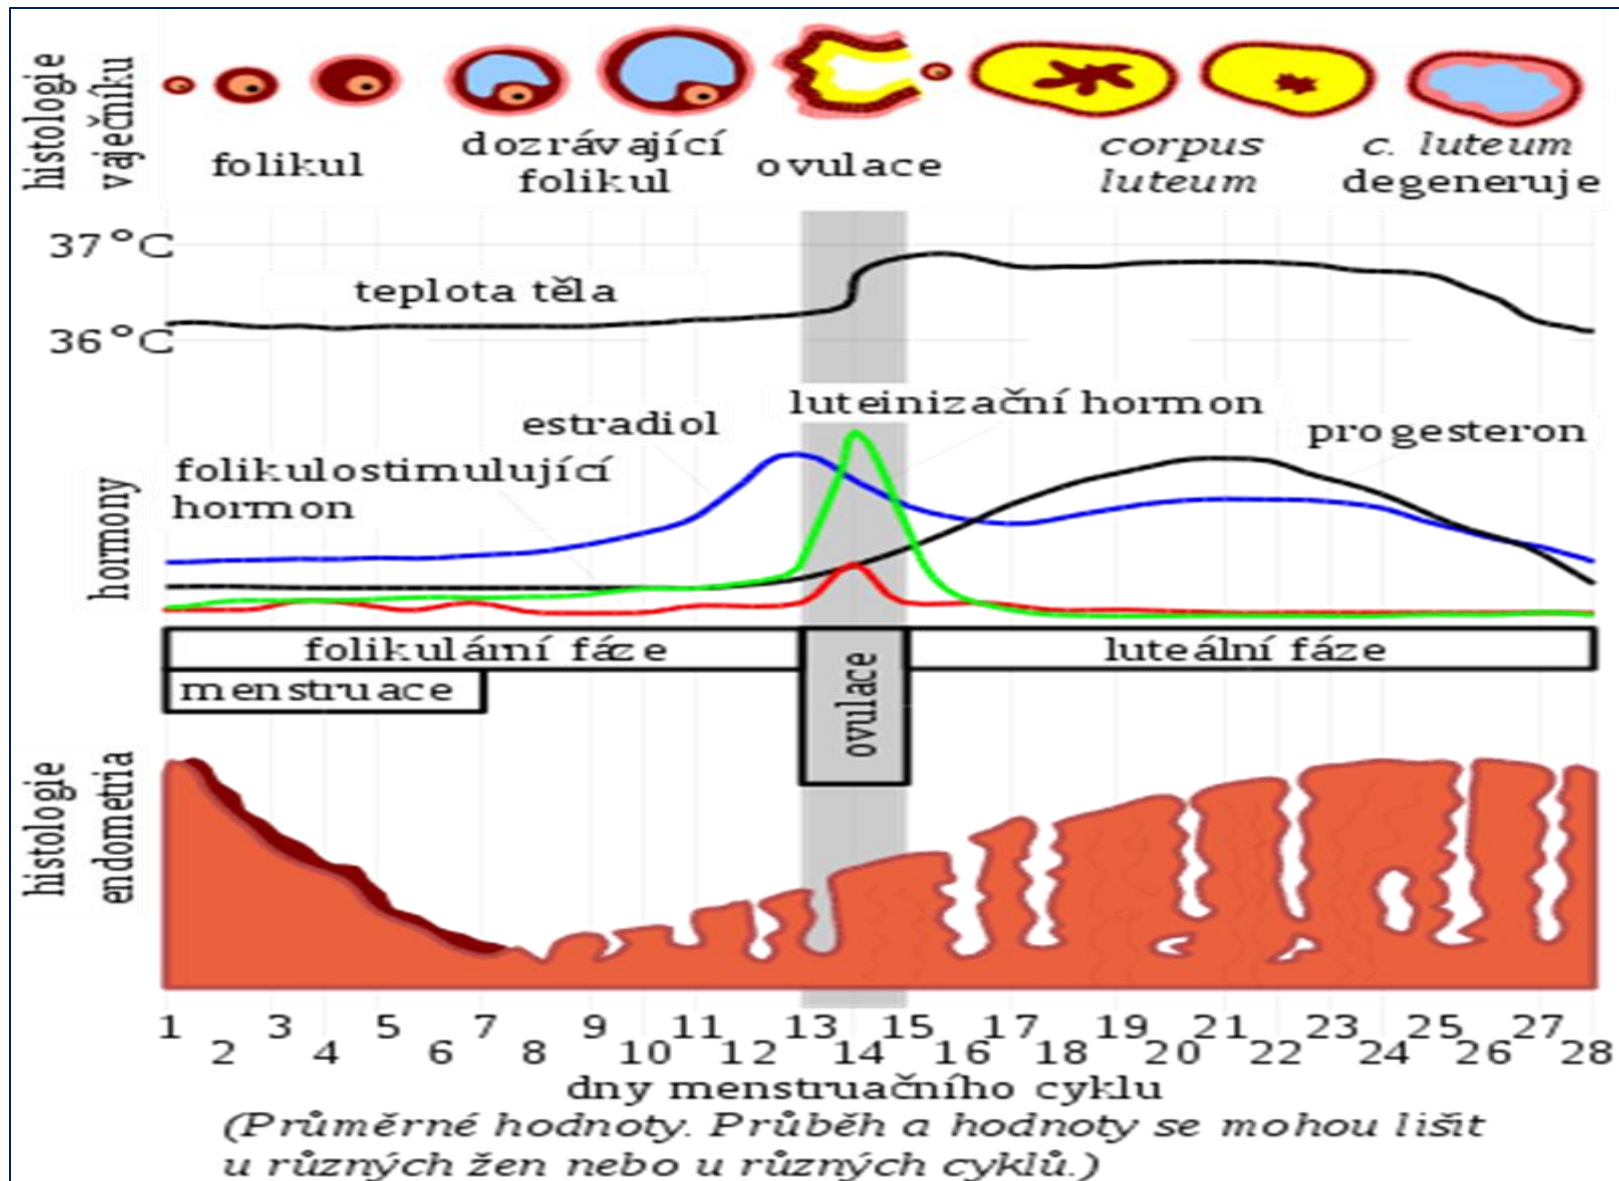 histologie
vaječníku
folikul
dozrávající
folikul
ovulace
corpus
luteum
c. luteum
degeneruje
37°C
teplota těla
36°C
hormony
estradiol
luteinizační hormon
progesteron
folikulostimulující
hormon
folikulární fáze
ovulace
luteální fáze
menstruace
histologie
endometria
1 3 5 7 9 11 13 15 17 19 21 23 25 27
2 4 6 8 10 12 14 16 18 20 22 24 26 28
dny menstruačního cyklu
(Průměrné hodnoty. Průběh a hodnoty se mohou lišit
u různých žen nebo u různých cyklů.)